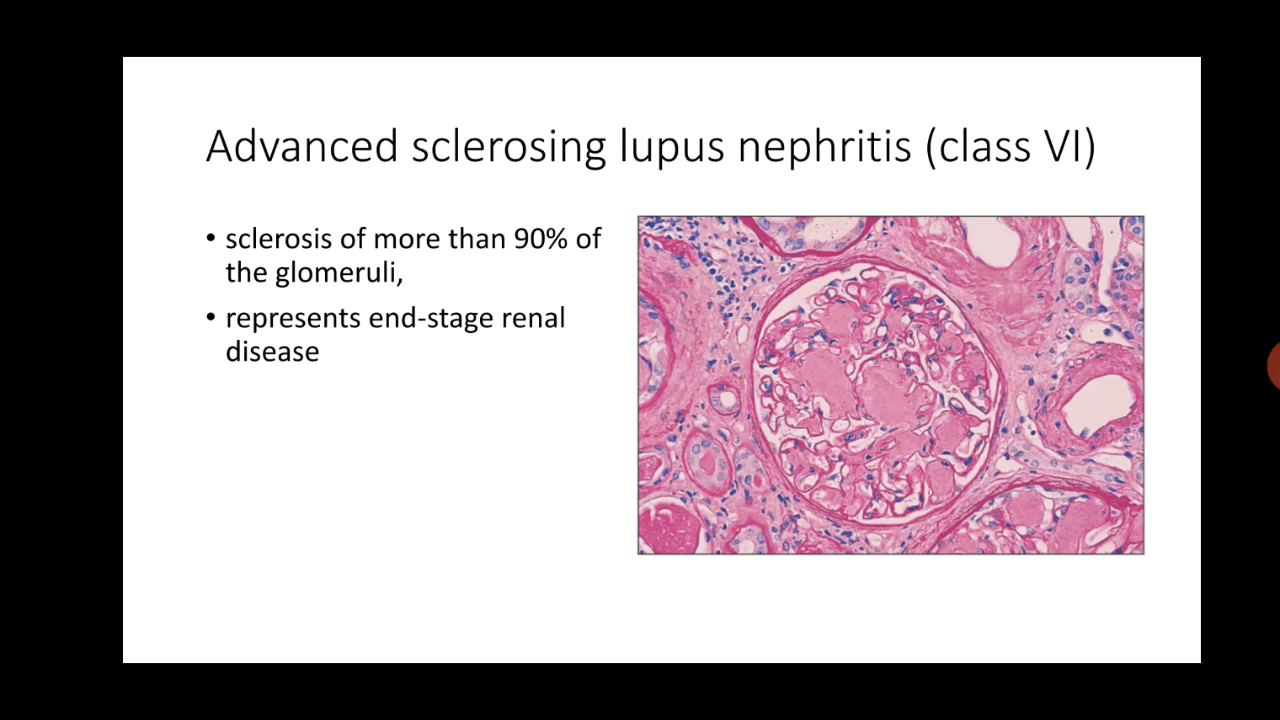 Advanced sclerosing lupus nephritis (class VI)
• sclerosis of more than 90% of
the glomeruli,
• represents end-stage renal
disease